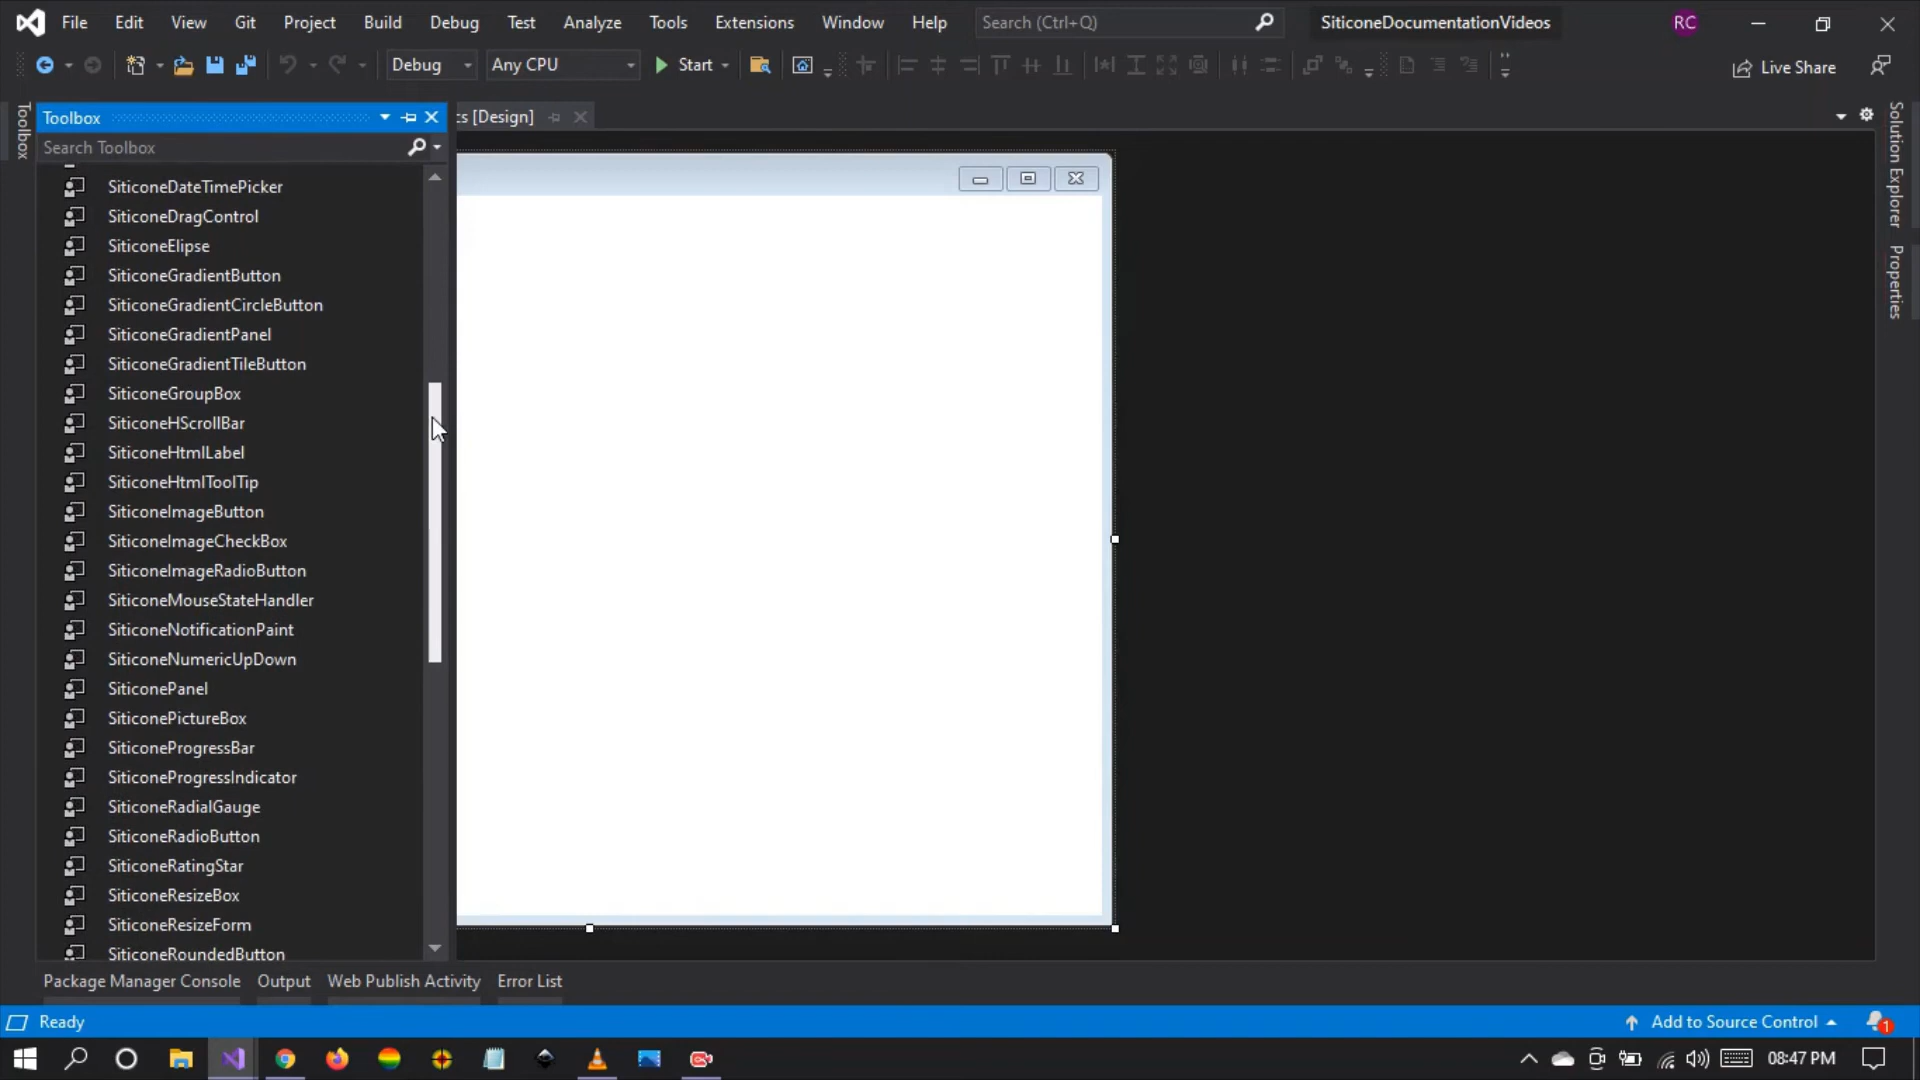 File Edit View Git Project Build Debug Test Analyze Tools Extensions Window Help Search (Ctrl+Q) SiticoneDocumentationVideos RC
Debug Any CPU Start Live Share
Toolbox
Toolbox cs [Design]
Search Toolbox
SiticoneDateTimePicker
SiticoneDragControl
SiticoneElipse
SiticoneGradientButton
SiticoneGradientCircleButton
SiticoneGradientPanel
SiticoneGradientTileButton
SiticoneGroupBox
SiticoneHScrollBar
SiticoneHtmlLabel
SiticoneHtmlToolTip
SiticoneImageButton
SiticoneImageCheckBox
SiticoneImageRadioButton
SiticoneMouseStateHandler
SiticoneNotificationPaint
SiticoneNumericUpDown
SiticonePanel
SiticonePictureBox
SiticoneProgressBar
SiticoneProgressIndicator
SiticoneRadialGauge
SiticoneRadioButton
SiticoneRatingStar
SiticoneResizeBox
SiticoneResizeForm
SiticoneRoundedButton
Solution Explorer
Properties
Package Manager Console Output Web Publish Activity Error List
Ready Add to Source Control 1
08:47 PM